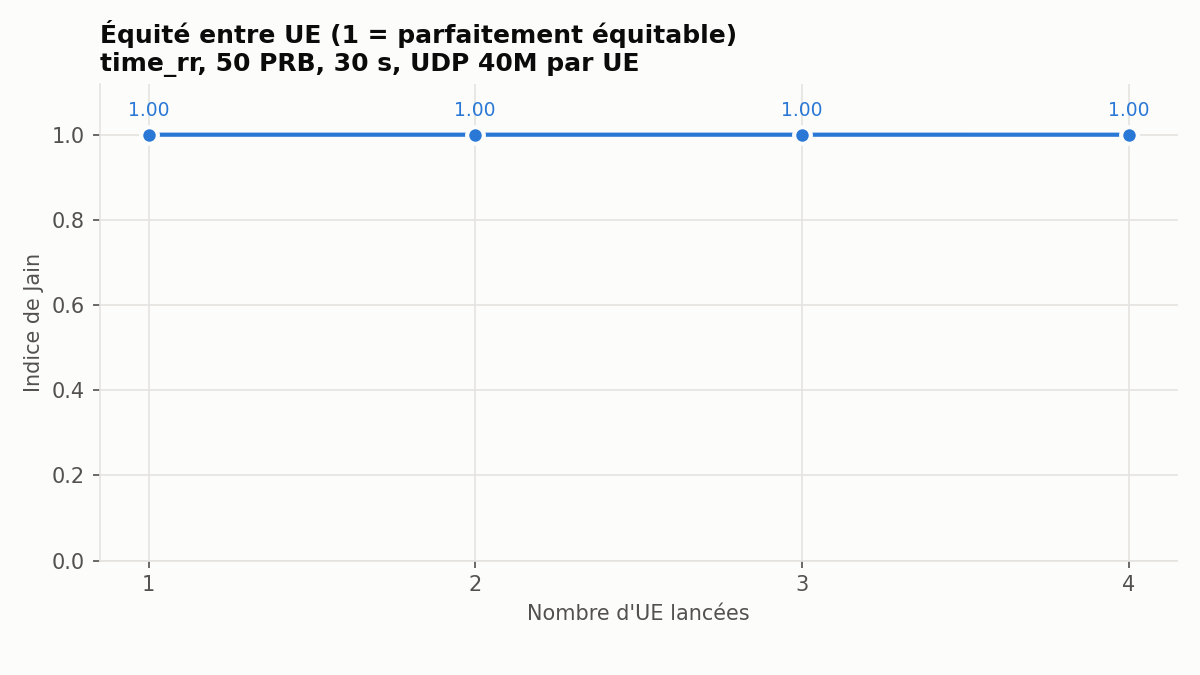 Équité entre UE (1 = parfaitement équitable)
time_rr, 50 PRB, 30 s, UDP 40M par UE
1.00 1.00 1.00 1.00
1.0
0.8
0.6
0.4
0.2
0.0
Indice de Jain
1 2 3 4
Nombre d'UE lancées